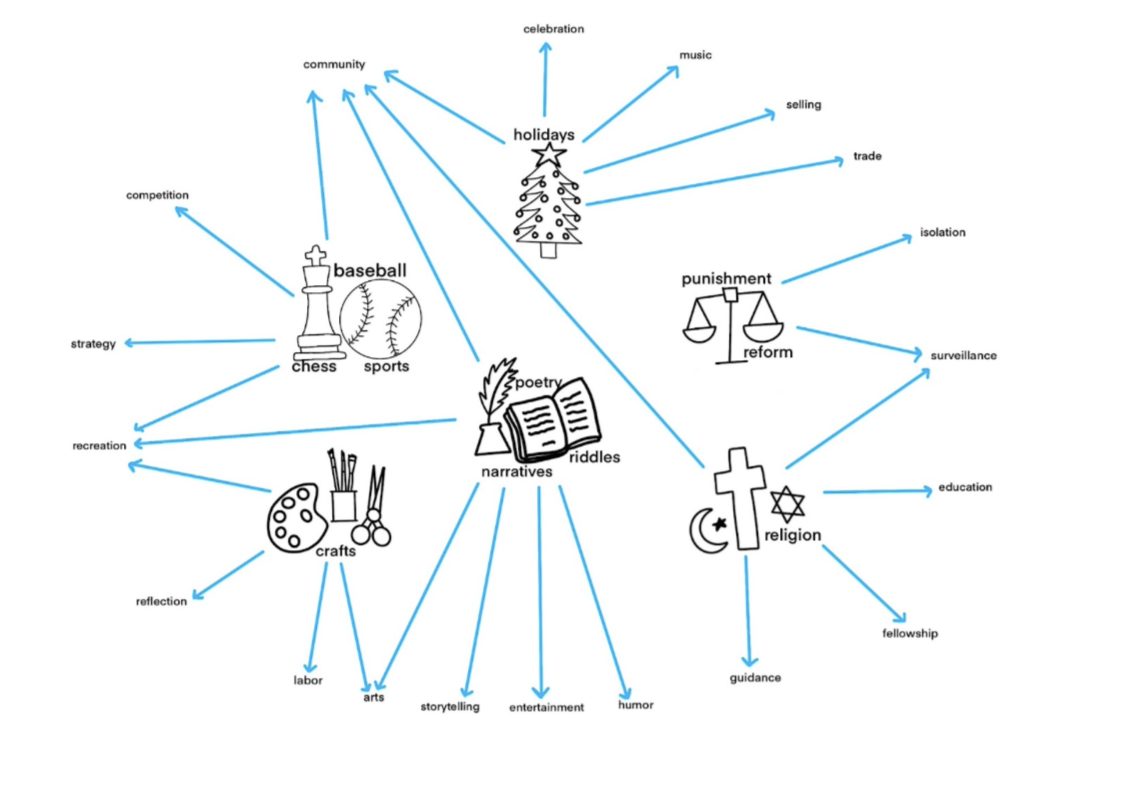 celebration
music
community
selling
holidays
trade
competition
isolation
baseball
punishment
strategy
reform
surveillance
chess
sports
poetry
recreation
riddles
narratives
education
religion
crafts
reflection
fellowship
guidance
labor
arts
storytelling
entertainment
humor